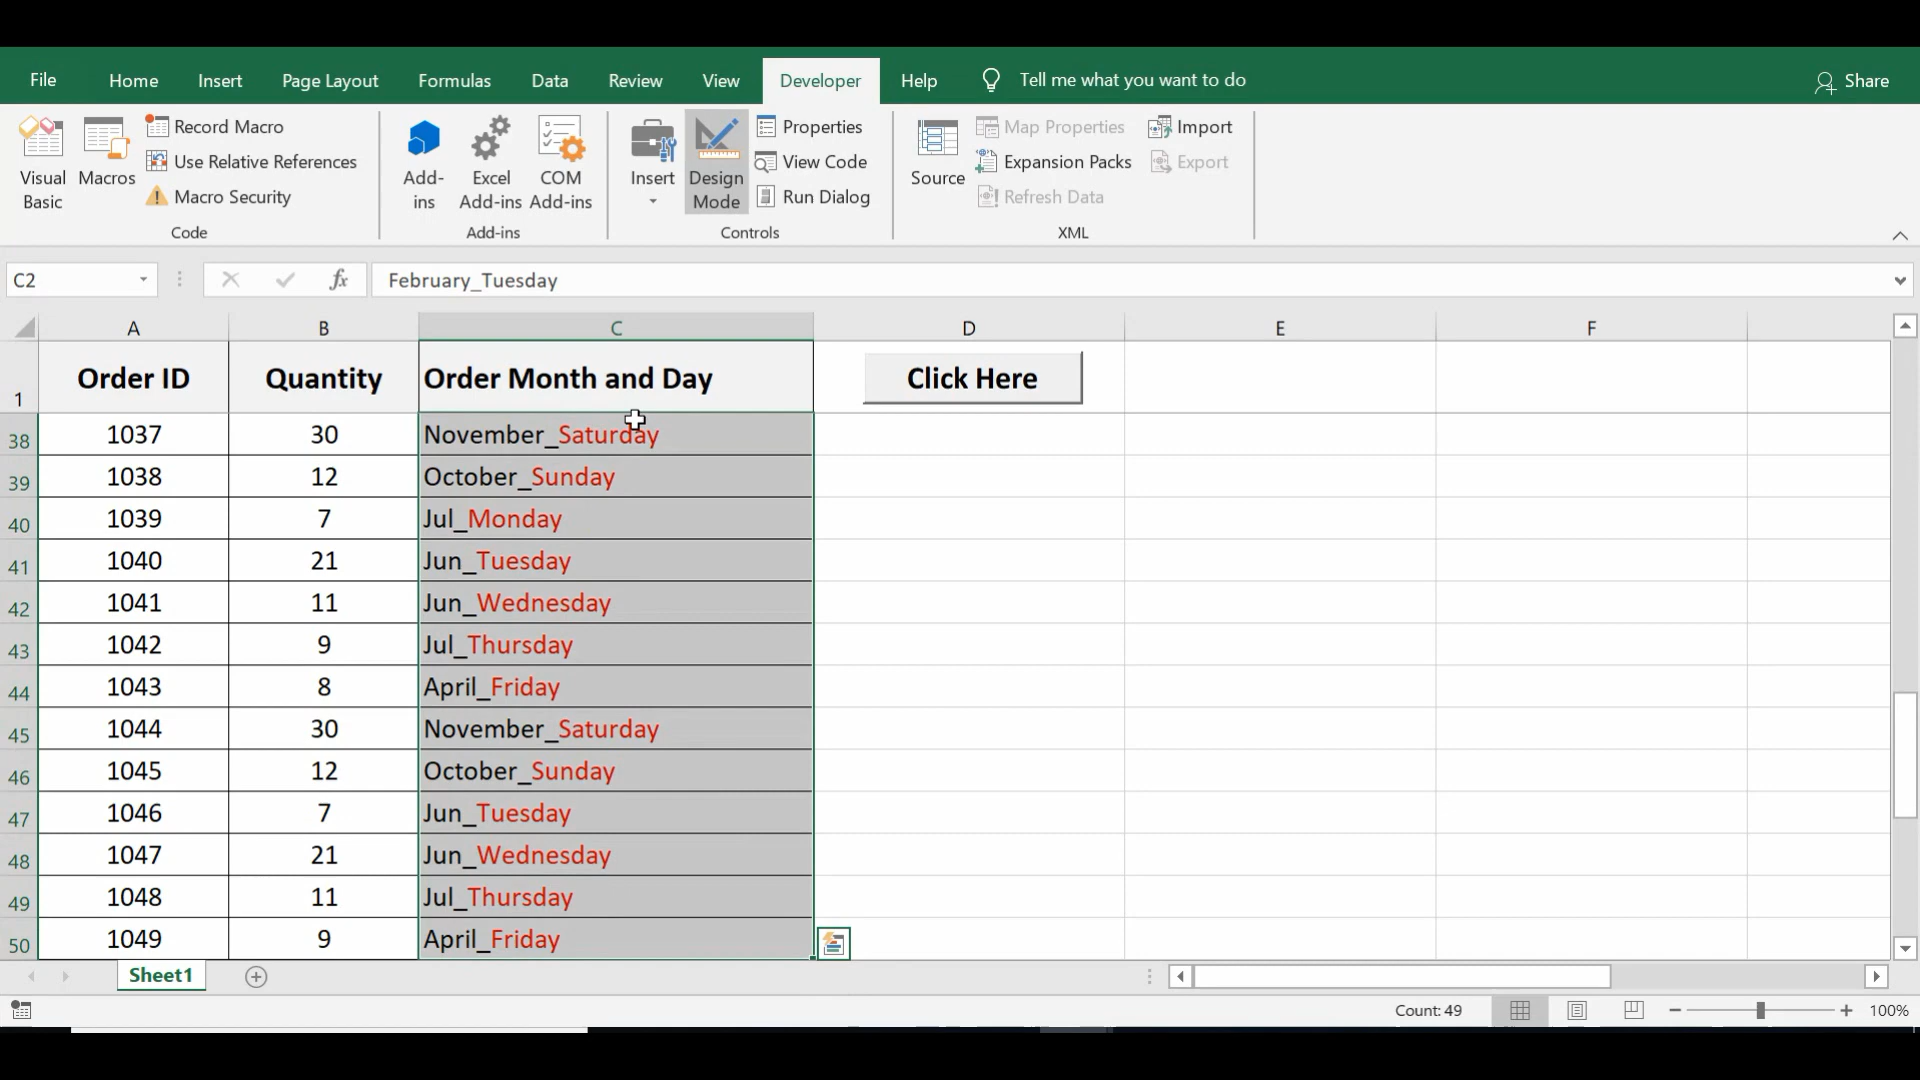 File Home Insert Page Layout Formulas Data Review View Developer Help Tell me what you want to do Share
Visual Basic
Macros
Record Macro
Use Relative References
Macro Security
Code
Add-ins
Excel Add-ins
COM Add-ins
Add-ins
Insert
Design Mode
Properties
View Code
Run Dialog
Controls
Source
Map Properties
Expansion Packs
Refresh Data
Import
Export
XML
C2 fx February_Tuesday
A B C D E F
1 Order ID Quantity Order Month and Day Click Here
38 1037 30 November_Saturday
39 1038 12 October_Sunday
40 1039 7 Jul_Monday
41 1040 21 Jun_Tuesday
42 1041 11 Jun_Wednesday
43 1042 9 Jul_Thursday
44 1043 8 April_Friday
45 1044 30 November_Saturday
46 1045 12 October_Sunday
47 1046 7 Jun_Tuesday
48 1047 21 Jun_Wednesday
49 1048 11 Jul_Thursday
50 1049 9 April_Friday
Sheet1
Count: 49 100%